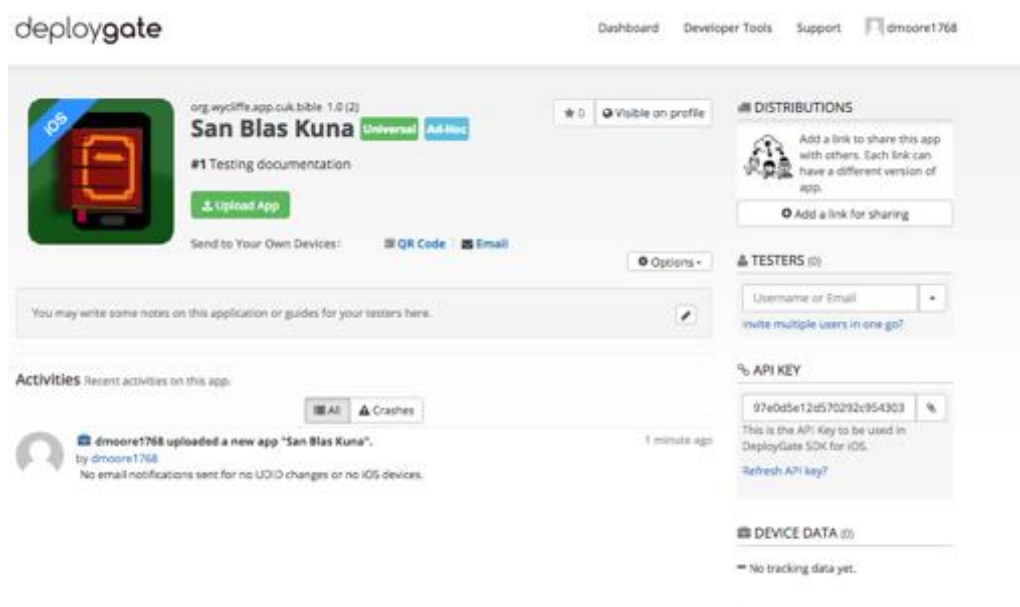 deploygate
Dashboard Developer Tools Support dmoore1768
iOS
org.wycliffe.app.cuk.bible 1.0 (2)
San Blas Kuna Universal Ad-Hoc
#1 Testing documentation
Upload App
Send to Your Own Devices: QR Code Email
0 Visible on profile
Options
You may write some notes on this application or guides for your testers here.
Activities Recent activities on this app.
All Crashes
dmoore1768 uploaded a new app "San Blas Kuna".
1 minute ago
by dmoore1768
No email notifications sent for no UDID changes or no iOS devices.
DISTRIBUTIONS
Add a link to share this app
with others. Each link can
have a different version of
app.
Add a link for sharing
TESTERS (0)
Username or Email
Invite multiple users in one go?
API KEY
97e0d5e12d570292c954303
This is the API Key to be used in
DeployGate SDK for iOS.
Refresh API key?
DEVICE DATA (0)
No tracking data yet.